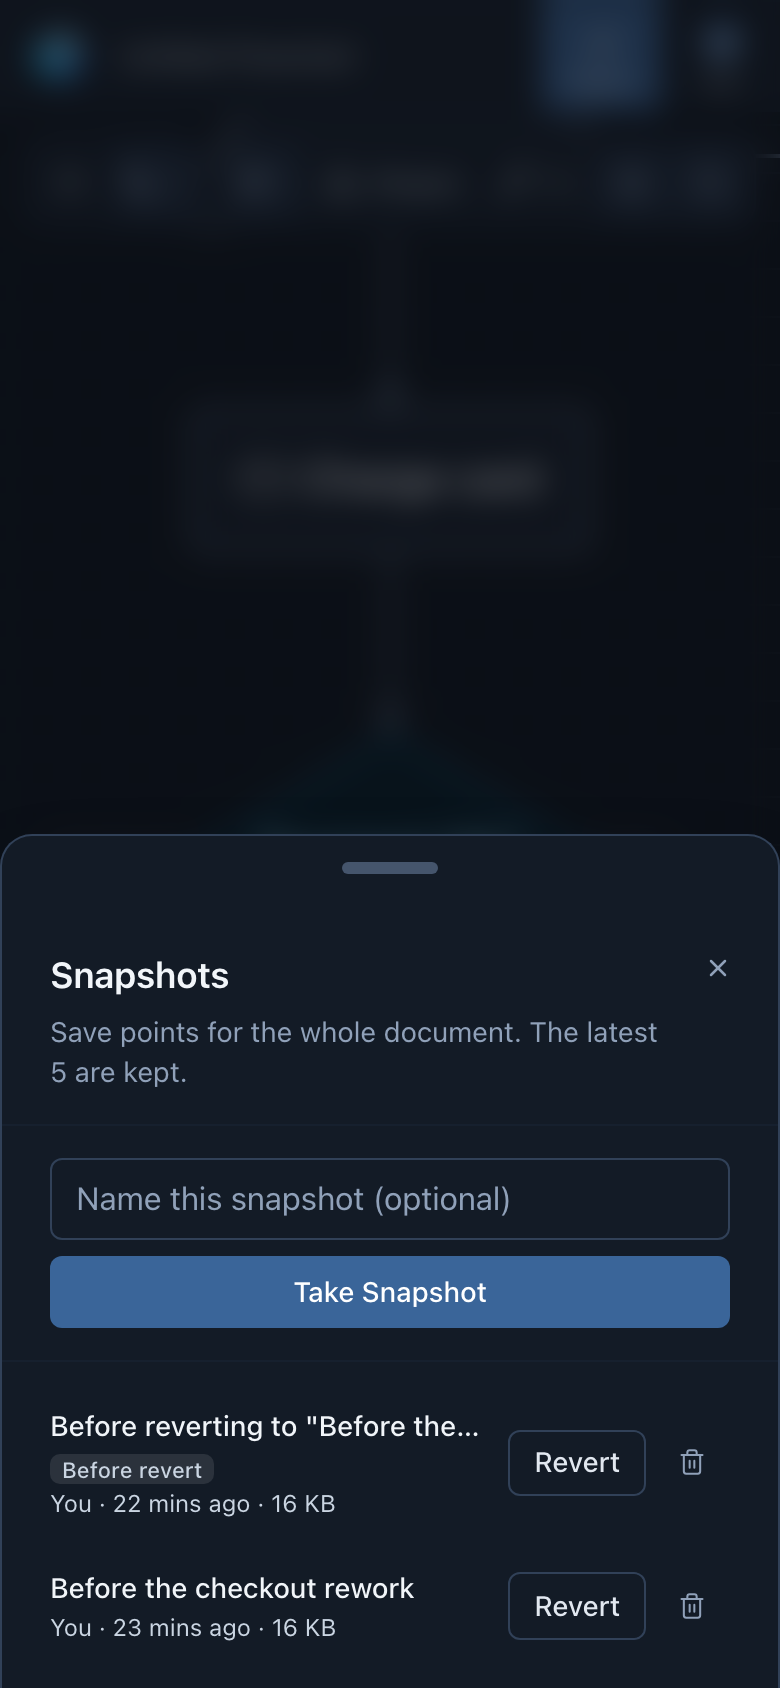 Snapshots
Save points for the whole document. The latest
5 are kept.
Name this snapshot (optional)
Take Snapshot
Before reverting to "Before the...
Before revert
You · 22 mins ago · 16 KB
Revert
Before the checkout rework
You · 23 mins ago · 16 KB
Revert